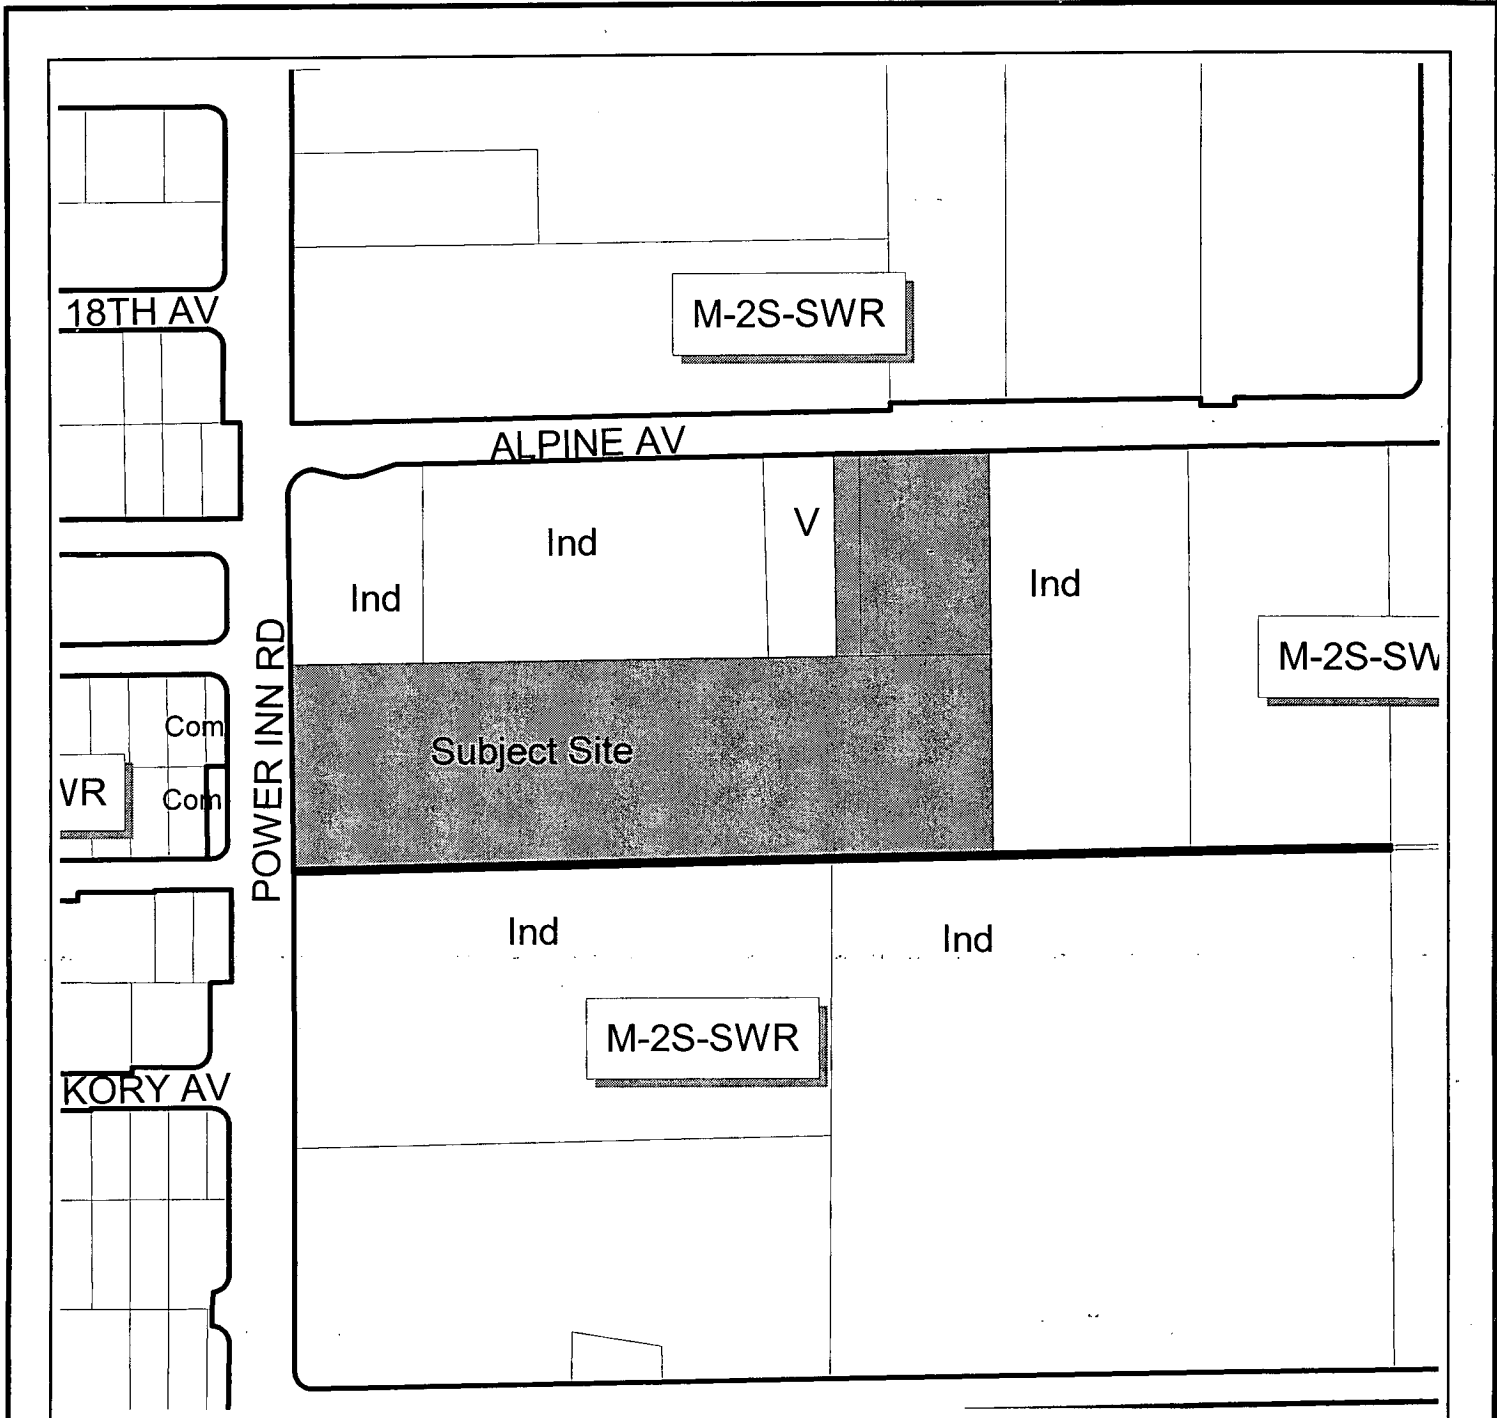 18TH AV
M-2S-SWR
ALPINE AV
V
Ind
Ind
Ind
M-2S-SW
POWER INN RD
Com
Subject Site
WR
Com
Ind
Ind
M-2S-SWR
KORY AV